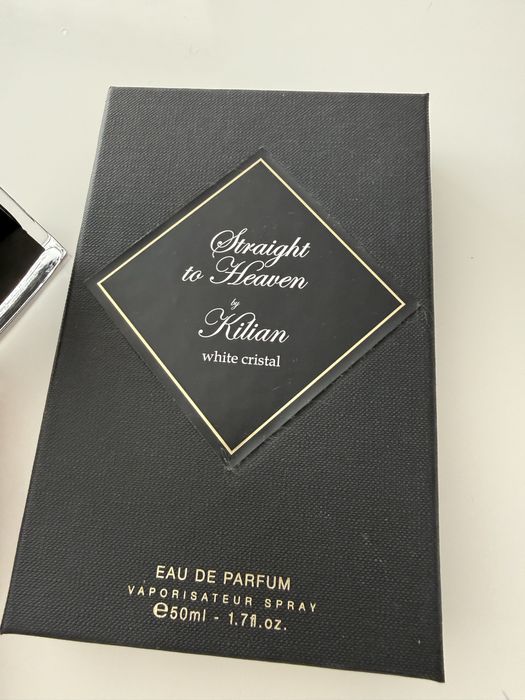 Straight
to Heaven
by
Kilian
white cristal
EAU DE PARFUM
VAPORISATEUR SPRAY
℮50ml - 1.7fl.oz.